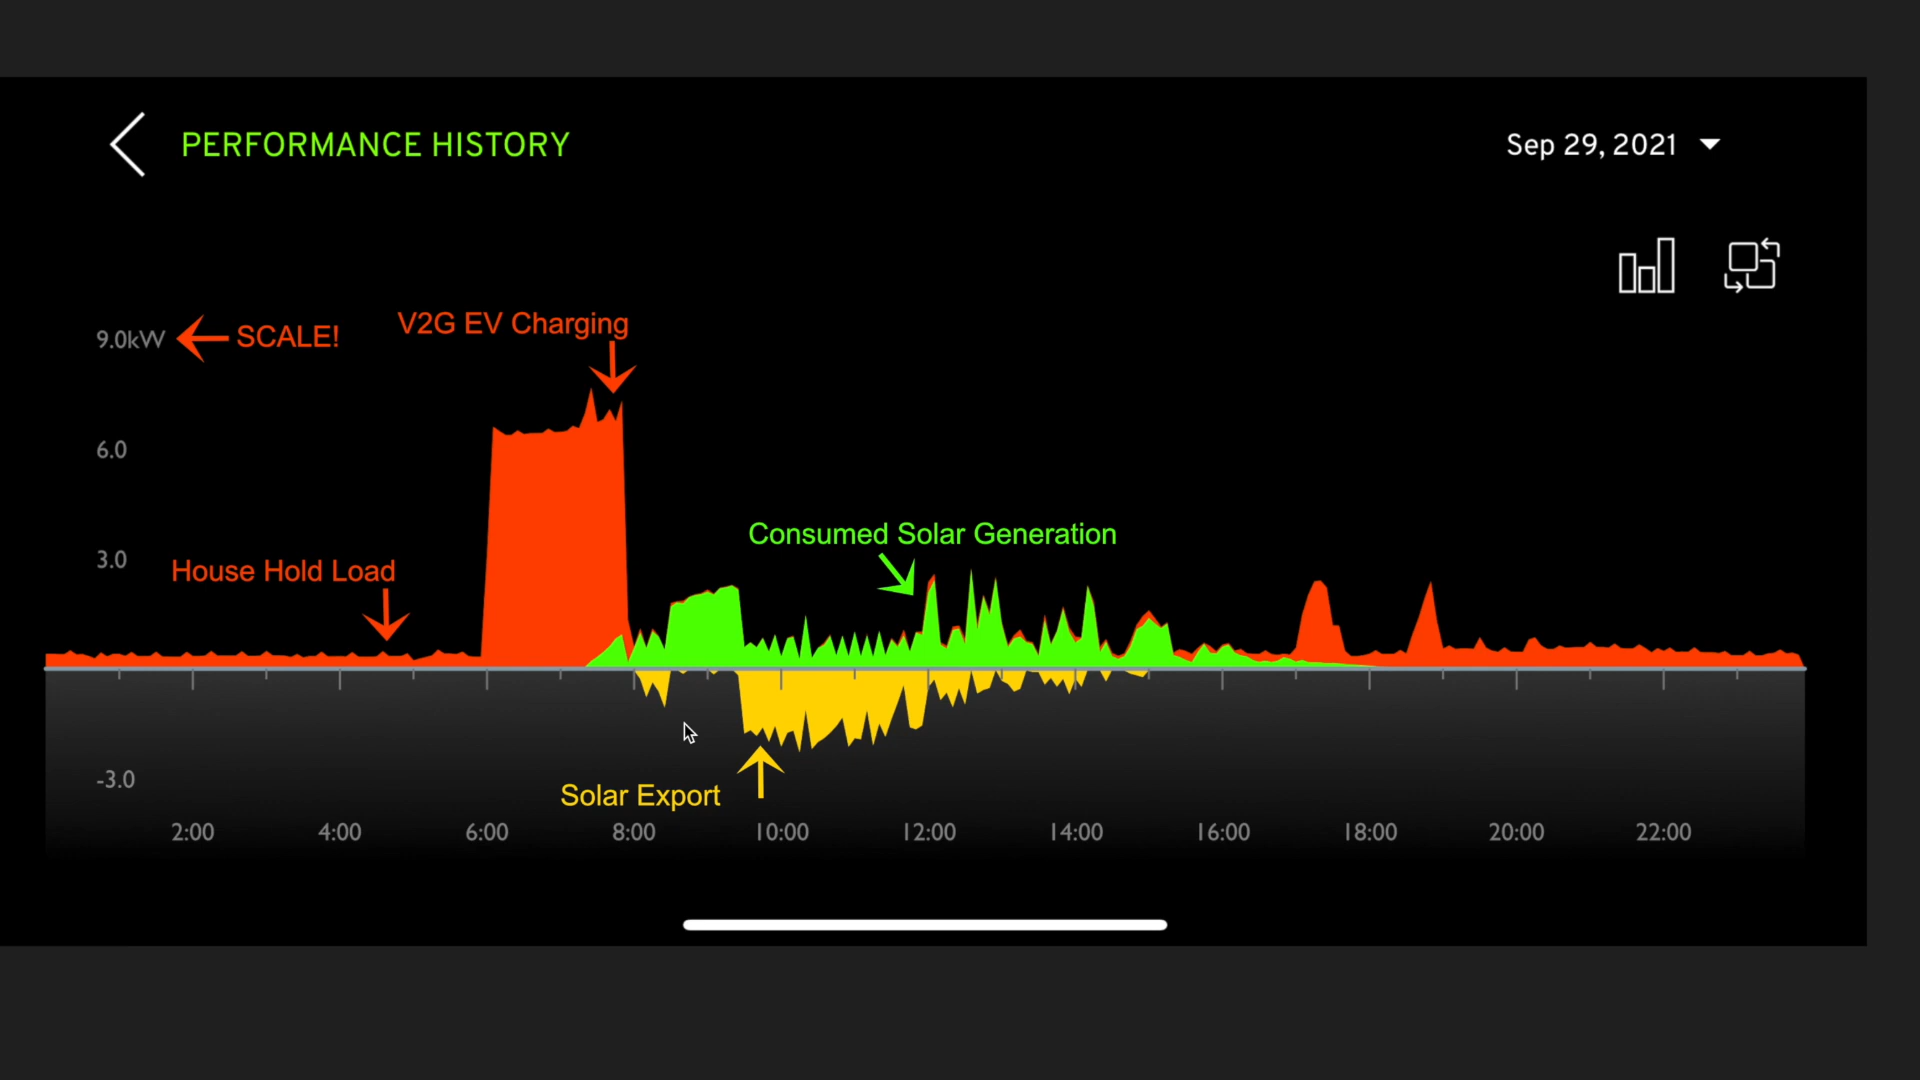 PERFORMANCE HISTORY
Sep 29, 2021
9.0kW
SCALE!
V2G EV Charging
6.0
Consumed Solar Generation
3.0
House Hold Load
-3.0
Solar Export
2:00 4:00 6:00 8:00 10:00 12:00 14:00 16:00 18:00 20:00 22:00